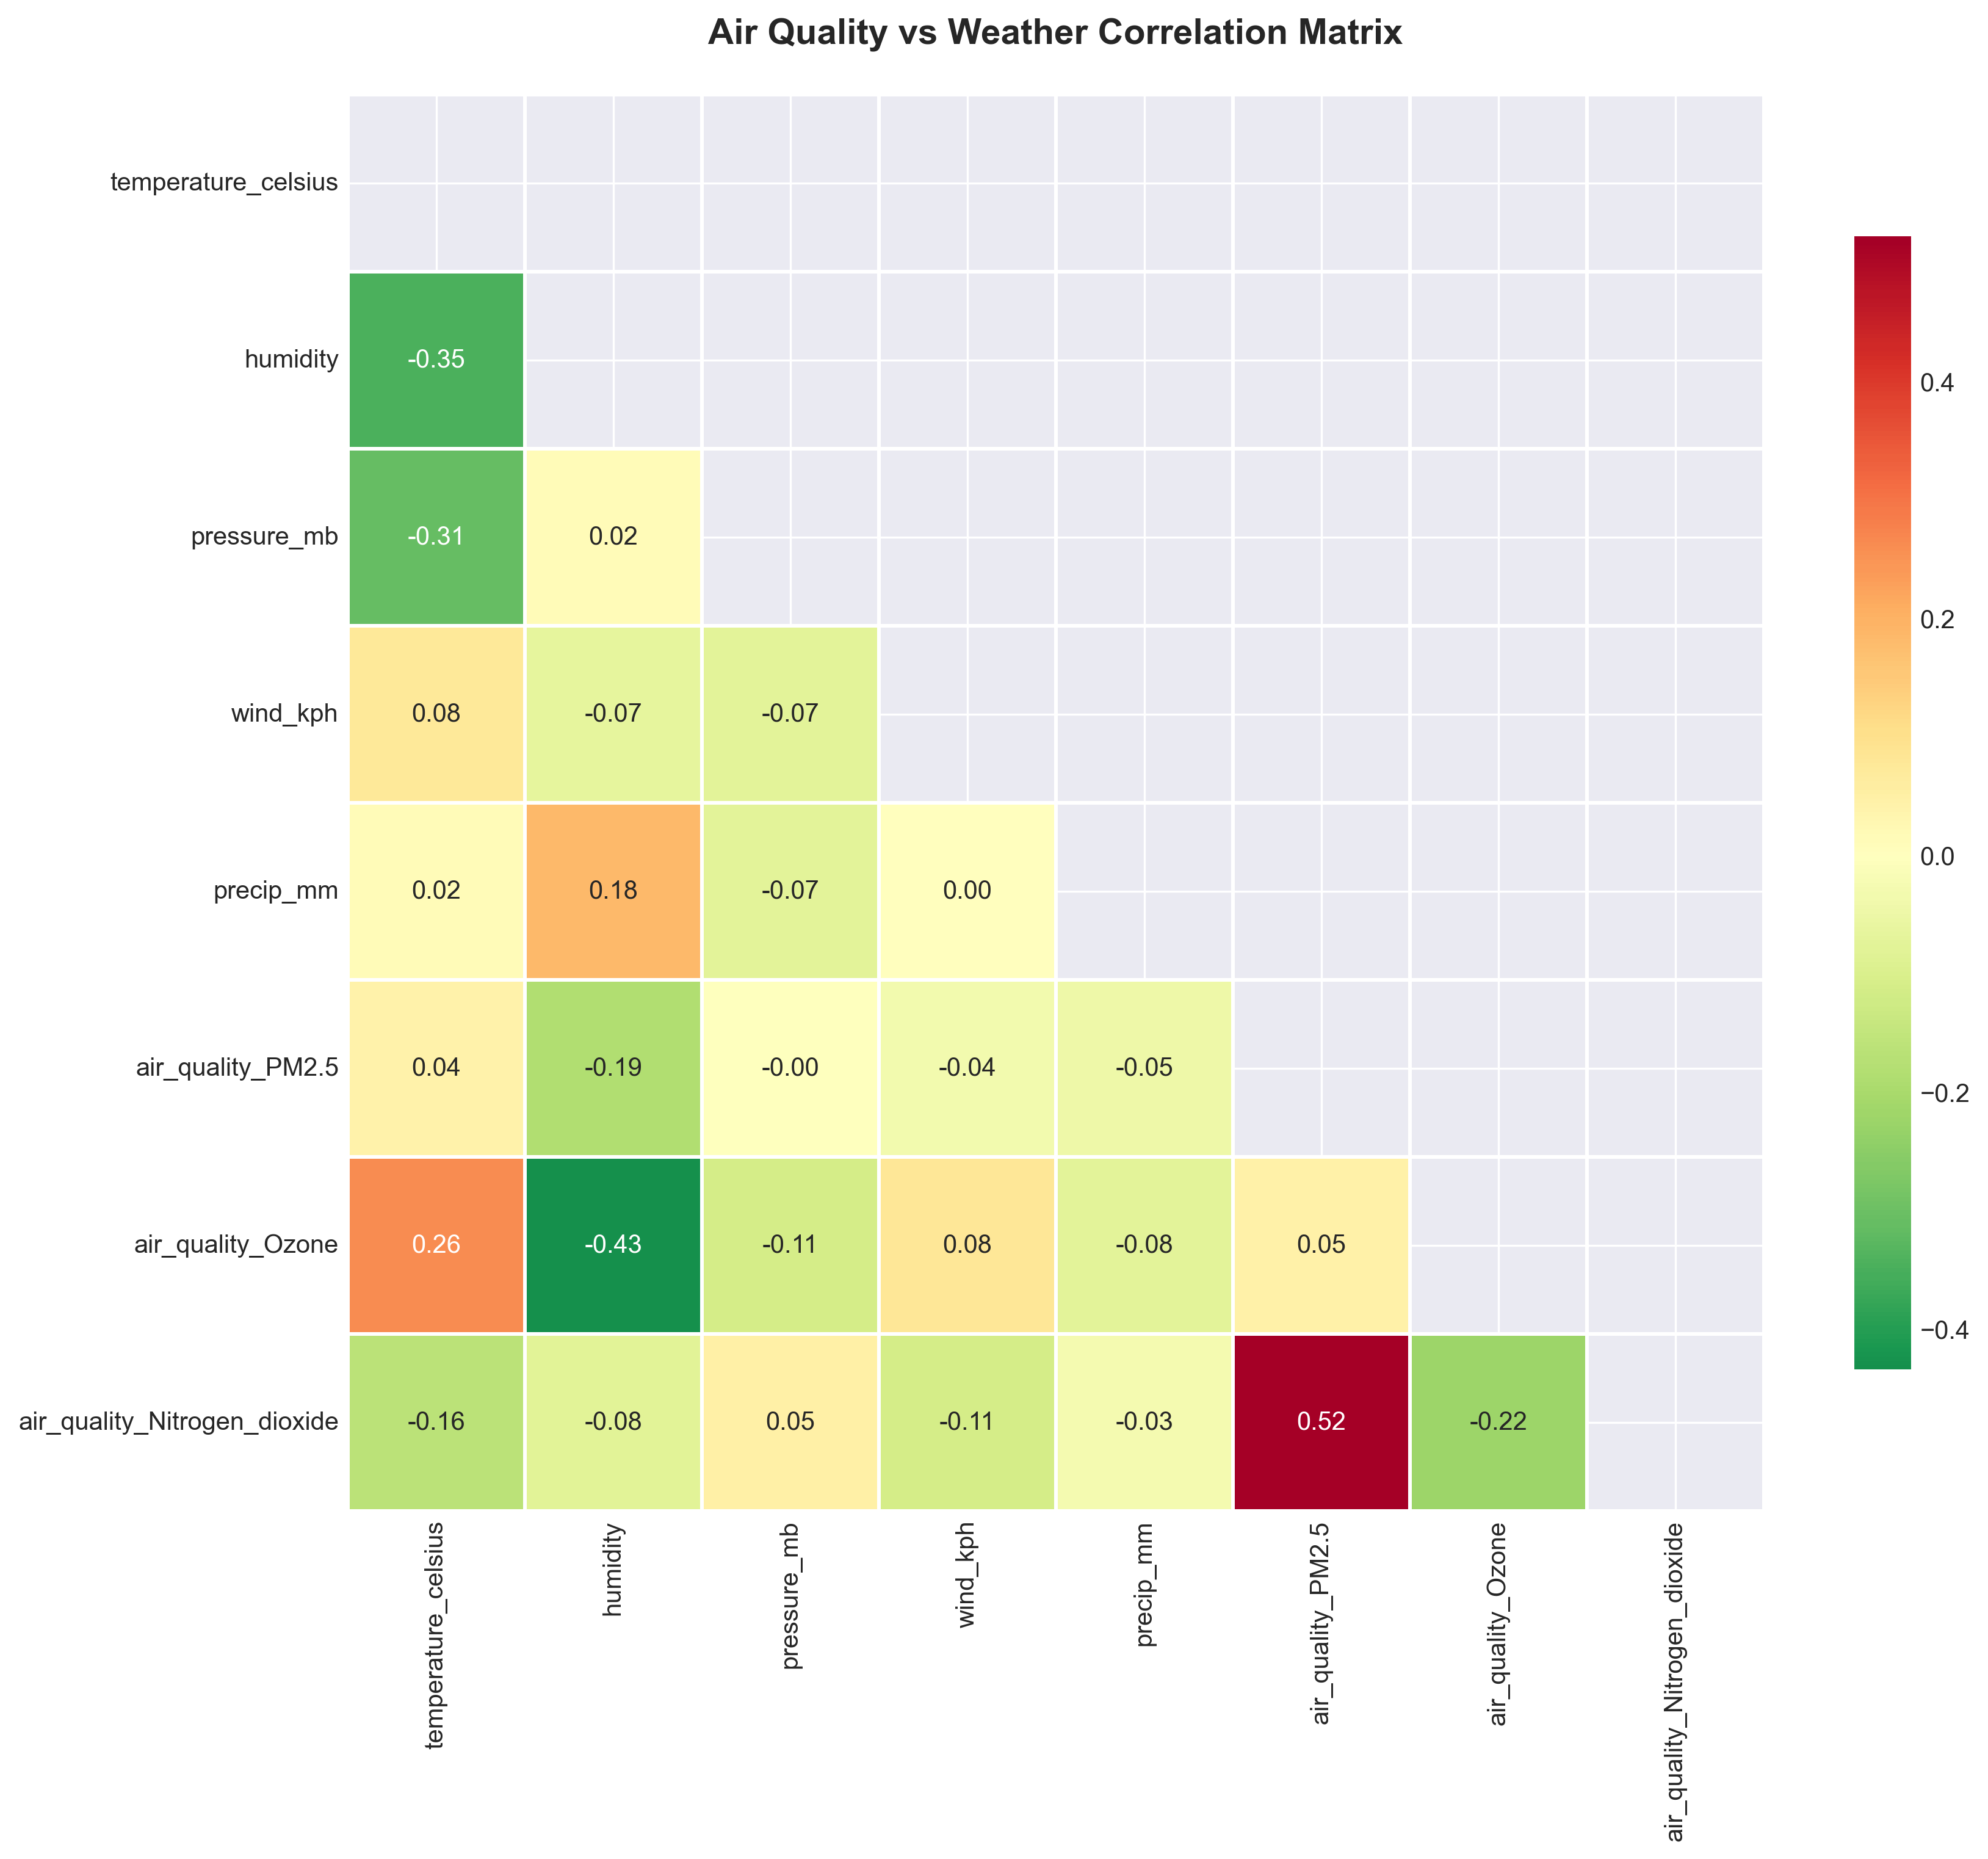 Air Quality vs Weather Correlation Matrix
temperature_celsius
humidity
-0.35
pressure_mb
-0.31 0.02
wind_kph
0.08 -0.07 -0.07
precip_mm
0.02 0.18 -0.07 0.00
air_quality_PM2.5
0.04 -0.19 -0.00 -0.04 -0.05
air_quality_Ozone
0.26 -0.43 -0.11 0.08 -0.08 0.05
air_quality_Nitrogen_dioxide
-0.16 -0.08 0.05 -0.11 -0.03 0.52 -0.22
temperature_celsius
humidity
pressure_mb
wind_kph
precip_mm
air_quality_PM2.5
air_quality_Ozone
air_quality_Nitrogen_dioxide
0.4
0.2
0.0
−0.2
−0.4